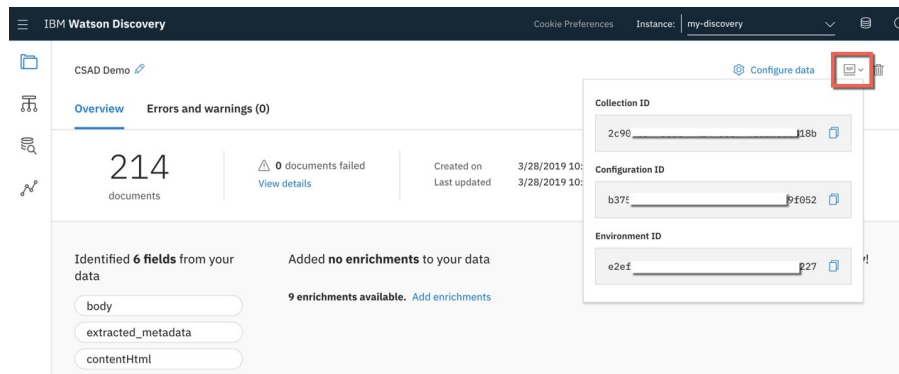 IBM Watson Discovery Cookie Preferences Instance: my-discovery
CSAD Demo Configure data
Overview Errors and warnings (0)
Collection ID
2c90 18b
Configuration ID
b375 9f052
Environment ID
e2ef 227
214
documents
0 documents failed
View details
Created on 3/28/2019 10:
Last updated 3/28/2019 10:
Identified 6 fields from your
data
body
extracted_metadata
contentHtml
Added no enrichments to your data
9 enrichments available. Add enrichments